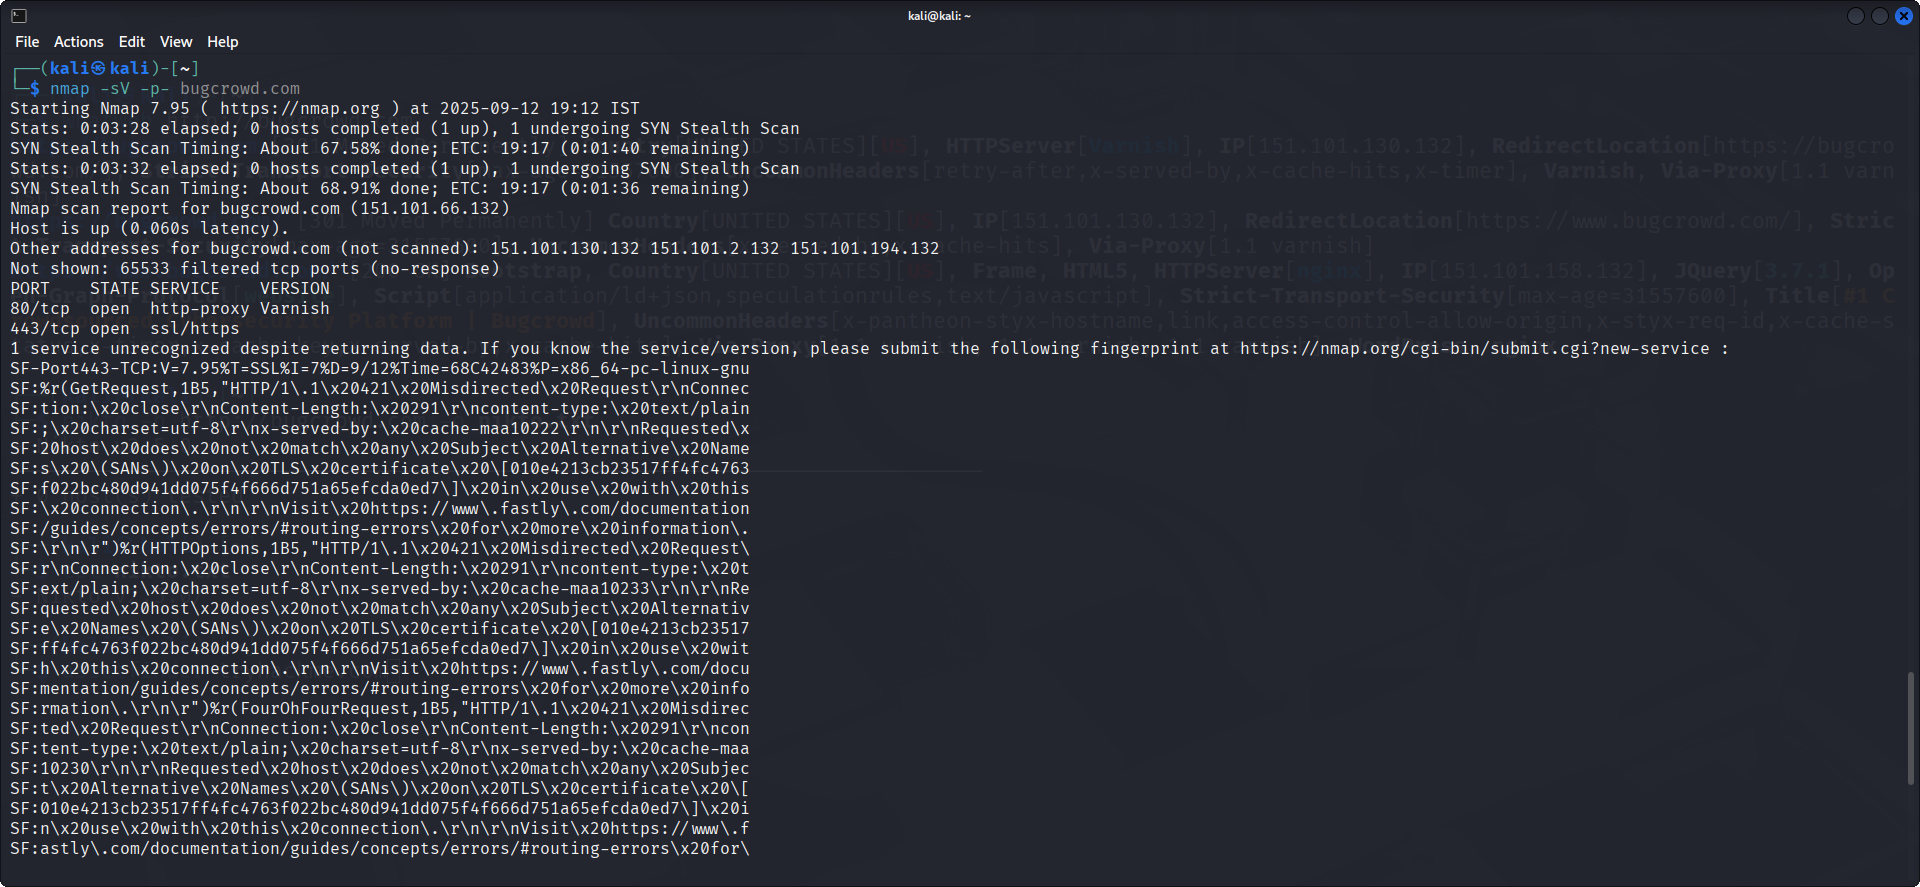 kali@kali: ~
File Actions Edit View Help
┌──(kali㉿kali)-[~]
└─$ nmap -sV -p- bugcrowd.com
Starting Nmap 7.95 ( https://nmap.org ) at 2025-09-12 19:12 IST
Stats: 0:03:28 elapsed; 0 hosts completed (1 up), 1 undergoing SYN Stealth Scan
SYN Stealth Scan Timing: About 67.58% done; ETC: 19:17 (0:01:40 remaining)
Stats: 0:03:32 elapsed; 0 hosts completed (1 up), 1 undergoing SYN Stealth Scan
SYN Stealth Scan Timing: About 68.91% done; ETC: 19:17 (0:01:36 remaining)
Nmap scan report for bugcrowd.com (151.101.66.132)
Host is up (0.060s latency).
Other addresses for bugcrowd.com (not scanned): 151.101.130.132 151.101.2.132 151.101.194.132
Not shown: 65533 filtered tcp ports (no-response)
PORT    STATE SERVICE    VERSION
80/tcp  open  http-proxy Varnish
443/tcp open  ssl/https
1 service unrecognized despite returning data. If you know the service/version, please submit the following fingerprint at https://nmap.org/cgi-bin/submit.cgi?new-service :
SF-Port443-TCP:V=7.95%T=SSL%I=7%D=9/12%Time=68C42483%P=x86_64-pc-linux-gnu
SF:%r(GetRequest,1B5,"HTTP/1\.1\x20421\x20Misdirected\x20Request\r\nConnec
SF:tion:\x20close\r\nContent-Length:\x20291\r\ncontent-type:\x20text/plain
SF:;\x20charset=utf-8\r\nx-served-by:\x20cache-maa10222\r\n\r\nRequested\x
SF:20host\x20does\x20not\x20match\x20any\x20Subject\x20Alternative\x20Name
SF:s\x20\(SANs\)\x20on\x20TLS\x20certificate\x20\[010e4213cb23517ff4fc4763
SF:f022bc480d941dd075f4f666d751a65efcda0ed7\]\x20in\x20use\x20with\x20this
SF:\x20connection\.\r\n\r\nVisit\x20https://www\.fastly\.com/documentation
SF:/guides/concepts/errors/#routing-errors\x20for\x20more\x20information\.
SF:\r\n\r")%r(HTTPOptions,1B5,"HTTP/1\.1\x20421\x20Misdirected\x20Request\
SF:r\nConnection:\x20close\r\nContent-Length:\x20291\r\ncontent-type:\x20t
SF:ext/plain;\x20charset=utf-8\r\nx-served-by:\x20cache-maa10233\r\n\r\nRe
SF:quested\x20host\x20does\x20not\x20match\x20any\x20Subject\x20Alternativ
SF:e\x20Names\x20\(SANs\)\x20on\x20TLS\x20certificate\x20\[010e4213cb23517
SF:ff4fc4763f022bc480d941dd075f4f666d751a65efcda0ed7\]\x20in\x20use\x20wit
SF:h\x20this\x20connection\.\r\n\r\nVisit\x20https://www\.fastly\.com/docu
SF:mentation/guides/concepts/errors/#routing-errors\x20for\x20more\x20info
SF:rmation\.\r\n\r")%r(FourOhFourRequest,1B5,"HTTP/1\.1\x20421\x20Misdirec
SF:ted\x20Request\r\nConnection:\x20close\r\nContent-Length:\x20291\r\ncon
SF:tent-type:\x20text/plain;\x20charset=utf-8\r\nx-served-by:\x20cache-maa
SF:10230\r\n\r\nRequested\x20host\x20does\x20not\x20match\x20any\x20Subjec
SF:t\x20Alternative\x20Names\x20\(SANs\)\x20on\x20TLS\x20certificate\x20\[
SF:010e4213cb23517ff4fc4763f022bc480d941dd075f4f666d751a65efcda0ed7\]\x20i
SF:n\x20use\x20with\x20this\x20connection\.\r\n\r\nVisit\x20https://www\.f
SF:astly\.com/documentation/guides/concepts/errors/#routing-errors\x20for\